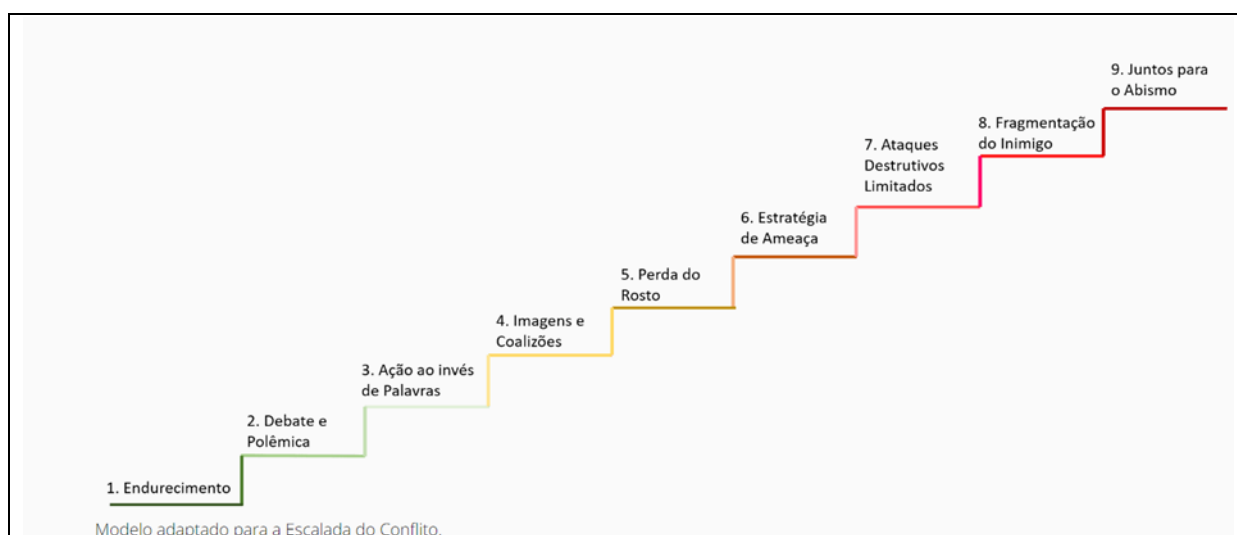 1. Endurecimento
2. Debate e
Polêmica
3. Ação ao invés
de Palavras
4. Imagens e
Coalizões
5. Perda do
Rosto
6. Estratégia
de Ameaça
7. Ataques
Destrutivos
Limitados
8. Fragmentação
do Inimigo
9. Juntos para
o Abismo
Modelo adaptado para a Escalada do Conflito.